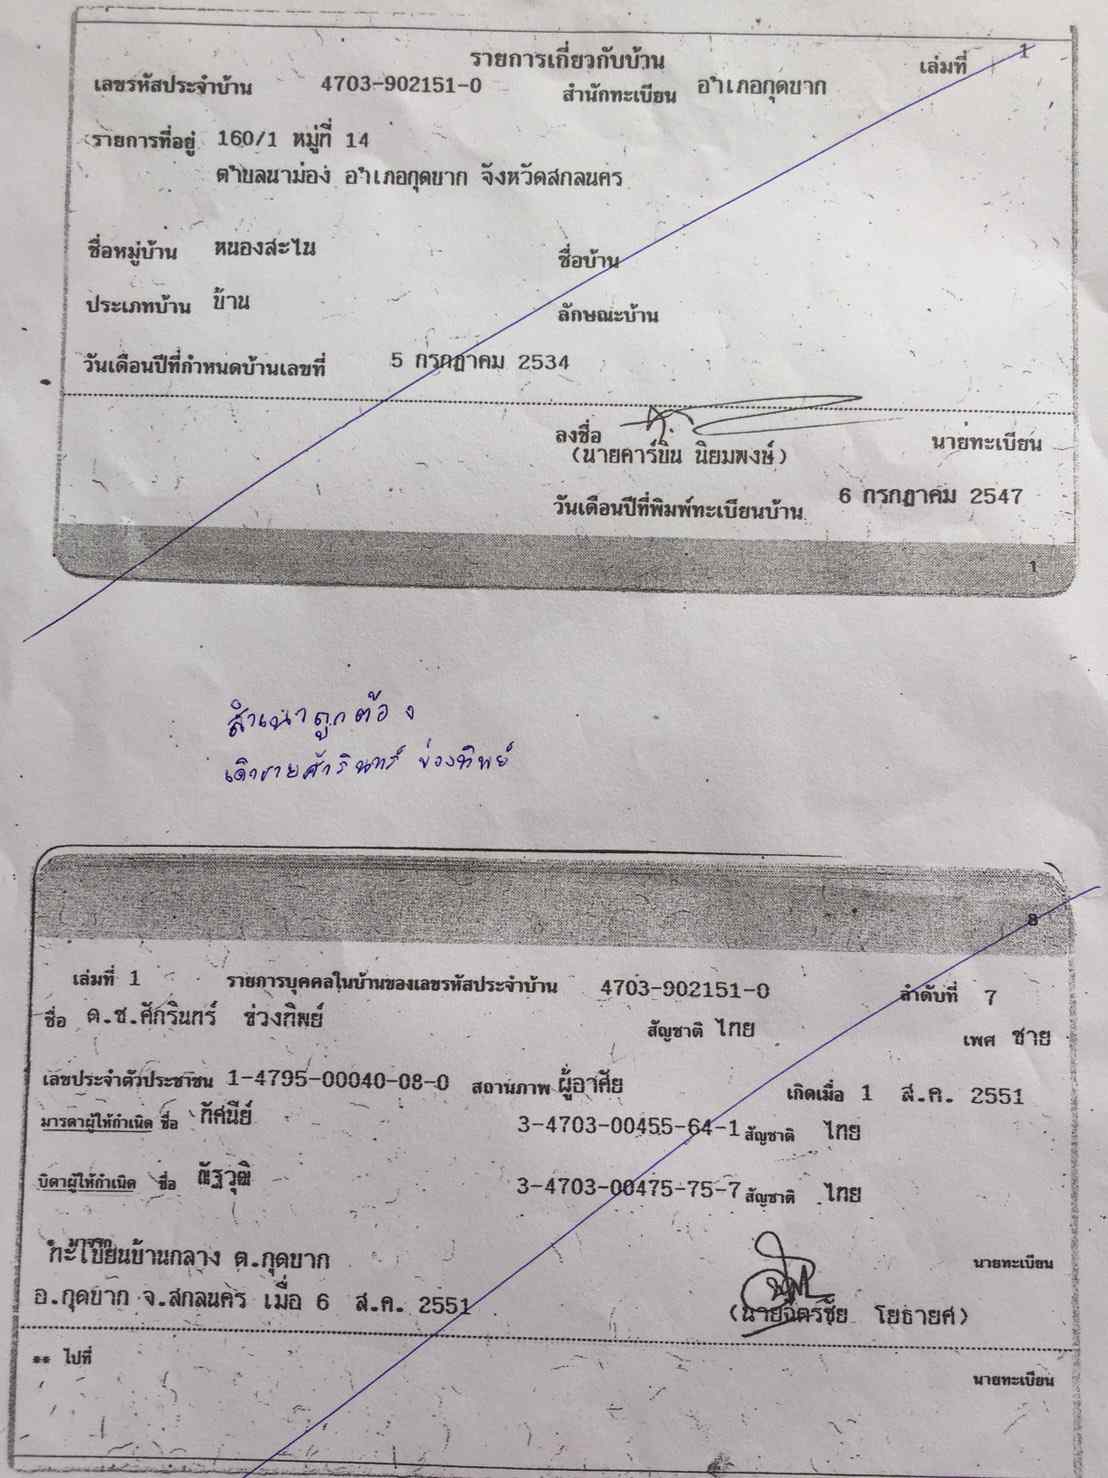 รายการเกี่ยวกับบ้าน เล่มที่ 1
เลขรหัสประจำบ้าน 4703-902151-0 สำนักทะเบียน อำเภอกุดบาก
รายการที่อยู่ 160/1 หมู่ที่ 14
ตำบลนาม่อง อำเภอกุดบาก จังหวัดสกลนคร
ชื่อหมู่บ้าน หนองสะไน ชื่อบ้าน
ประเภทบ้าน บ้าน ลักษณะบ้าน
วันเดือนปีที่กำหนดบ้านเลขที่ 5 กรกฎาคม 2534
ลงชื่อ นายทะเบียน
(นายคาร์บิน นิยมพงษ์)
วันเดือนปีที่พิมพ์ทะเบียนบ้าน 6 กรกฎาคม 2547
1
สำเนาถูกต้อง
เด็กชายศักรินทร์ ช่วงทิพย์
8
เล่มที่ 1 รายการบุคคลในบ้านของเลขรหัสประจำบ้าน 4703-902151-0 ลำดับที่ 7
ชื่อ ด.ช.ศักรินทร์ ช่วงทิพย์ สัญชาติ ไทย เพศ ชาย
เลขประจำตัวประชาชน 1-4795-00040-08-0 สถานภาพ ผู้อาศัย เกิดเมื่อ 1 ส.ค. 2551
มารดาผู้ให้กำเนิด ชื่อ ทัศนีย์ 3-4703-00455-64-1 สัญชาติ ไทย
บิดาผู้ให้กำเนิด ชื่อ ณัฐวุฒิ 3-4703-00475-75-7 สัญชาติ ไทย
มาจาก ทะเบียนบ้านกลาง ต.กุดบาก นายทะเบียน
อ.กุดบาก จ.สกลนคร เมื่อ 6 ส.ค. 2551
(นายฉัตร์ชัย โยธายศ)
** ไปที่
นายทะเบียน